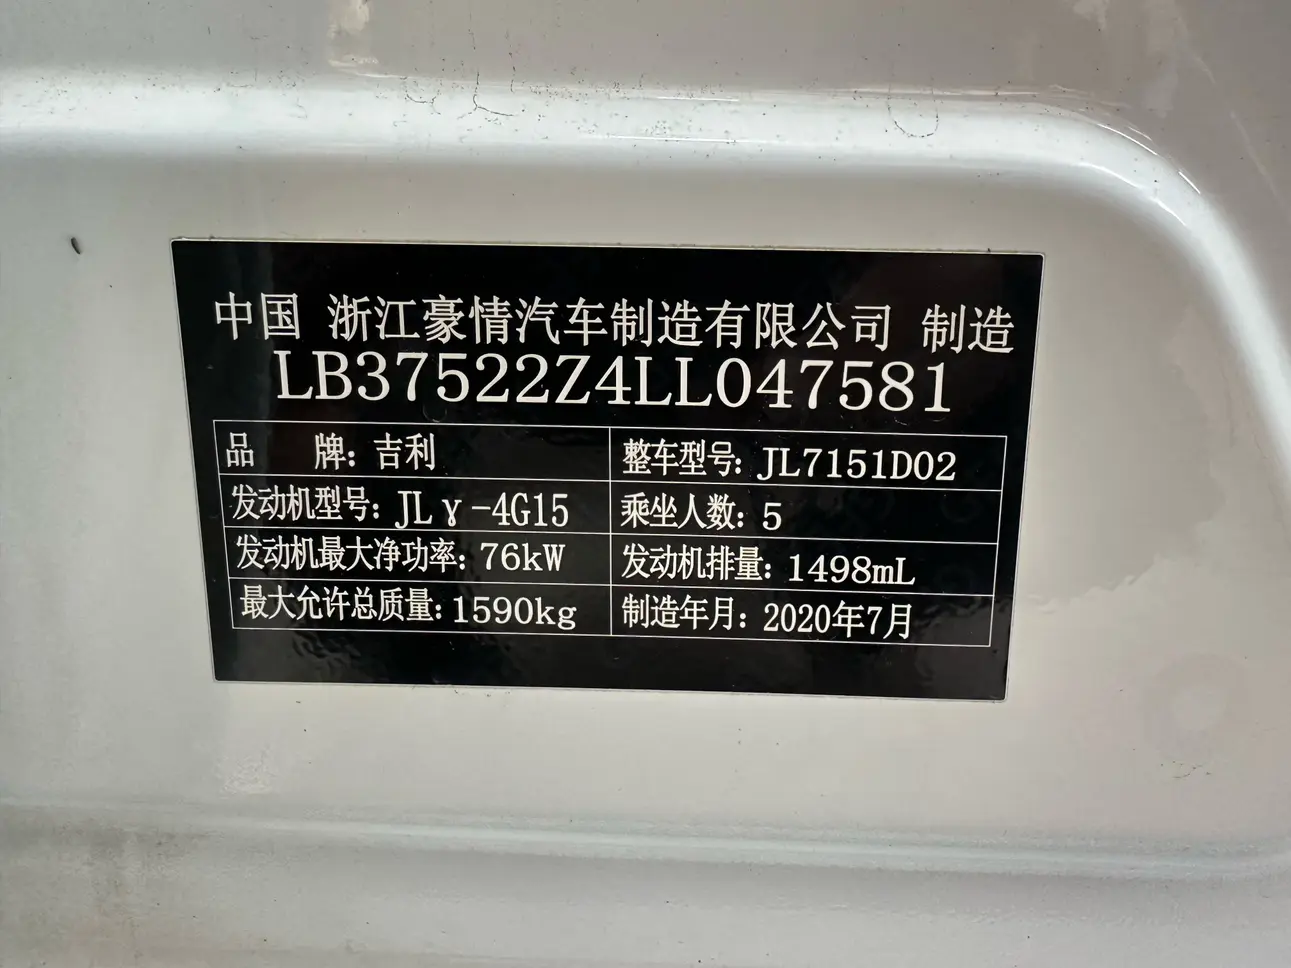 中国 浙江豪情汽车制造有限公司 制造
LB37522Z4LL047581
品 牌: 吉利 整车型号: JL7151D02
发动机型号: JLγ-4G15 乘坐人数: 5
发动机最大净功率: 76kW 发动机排量: 1498mL
最大允许总质量: 1590kg 制造年月: 2020年7月